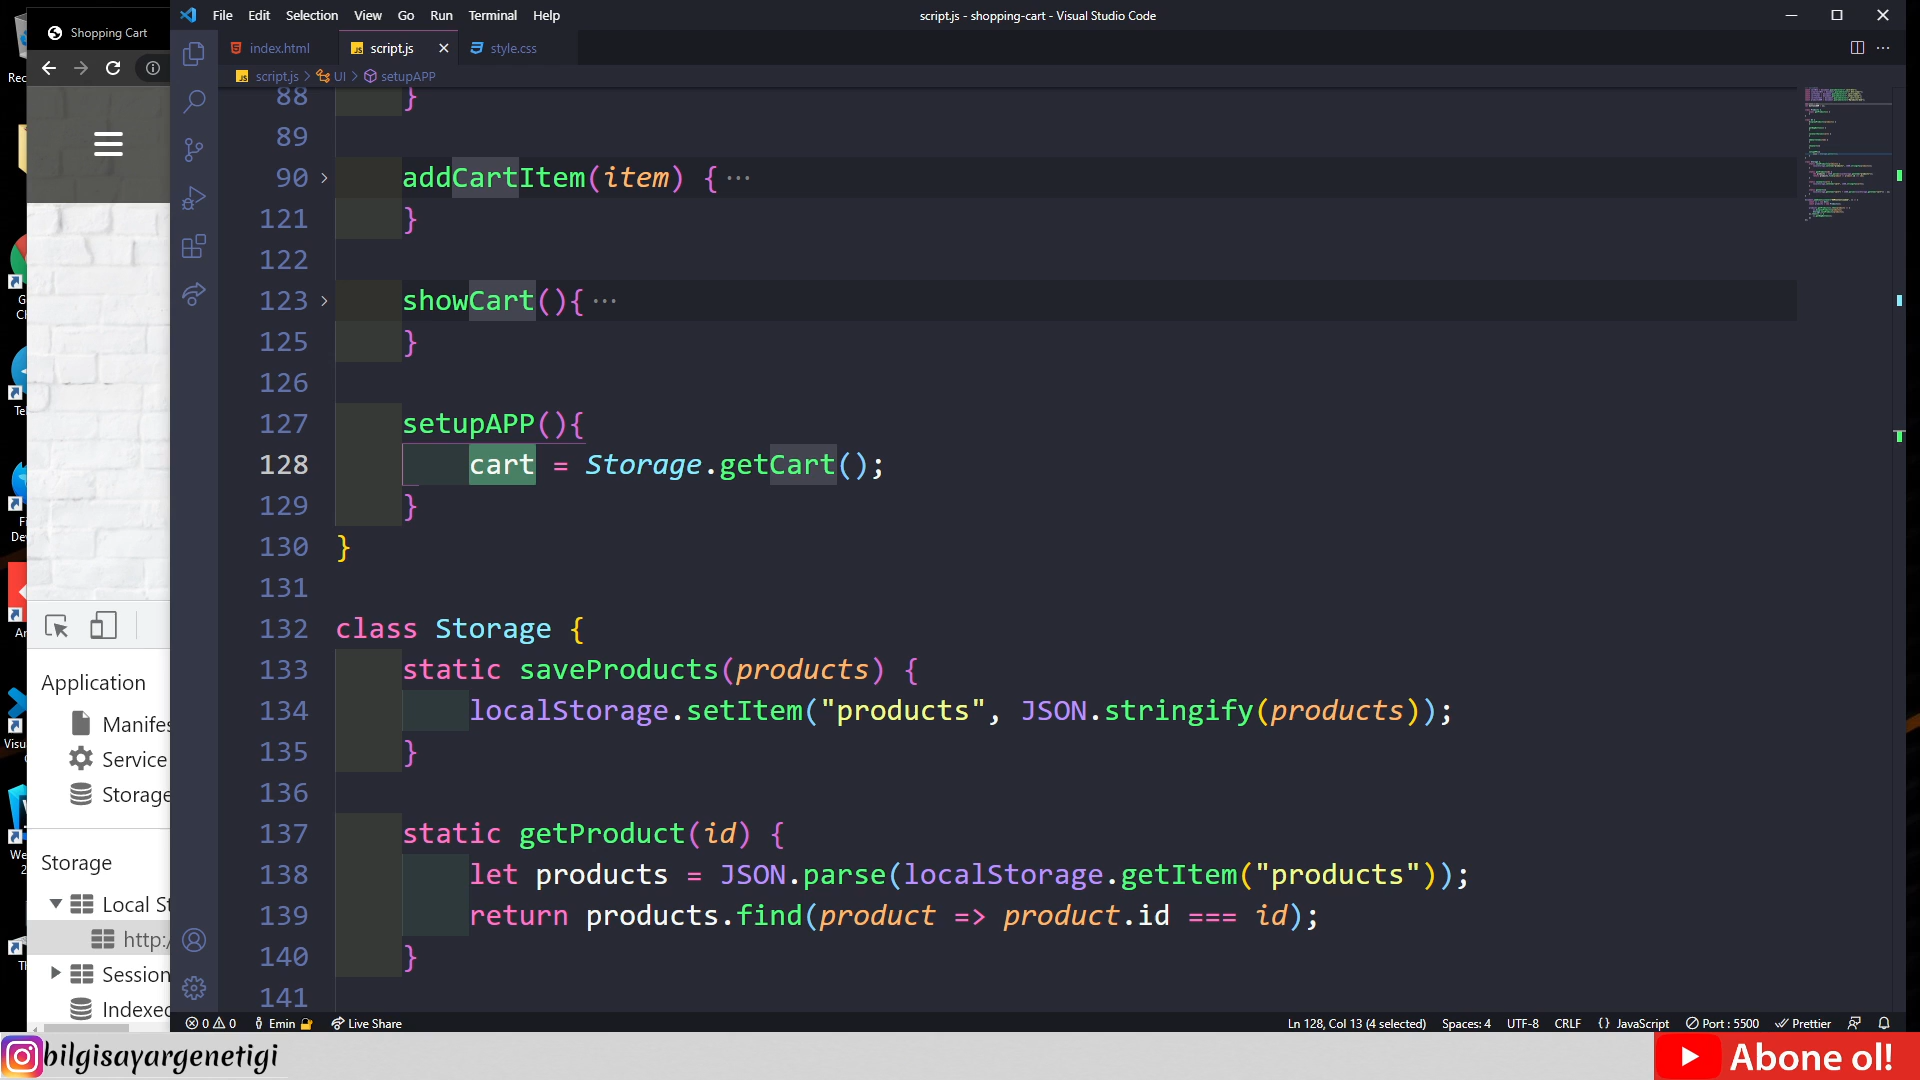 File Edit Selection View Go Run Terminal Help
script.js - shopping-cart - Visual Studio Code
Shopping Cart
index.html
script.js
style.css
script.js > UI > setupAPP
88 }
89
90 addCartItem(item) { ···
121 }
122
123 showCart(){ ···
125 }
126
127 setupAPP(){
128 cart = Storage.getCart();
129 }
130 }
131
132 class Storage {
133 static saveProducts(products) {
134 localStorage.setItem("products", JSON.stringify(products));
135 }
136
137 static getProduct(id) {
138 let products = JSON.parse(localStorage.getItem("products"));
139 return products.find(product => product.id === id);
140 }
141
Application
Manifes
Service
Storage
Storage
Local St
http:/
Session
Indexed
0 0 Emin Live Share
Ln 128, Col 13 (4 selected) Spaces: 4 UTF-8 CRLF {} JavaScript Port : 5500 Prettier
bilgisayargenetigi
Abone ol!